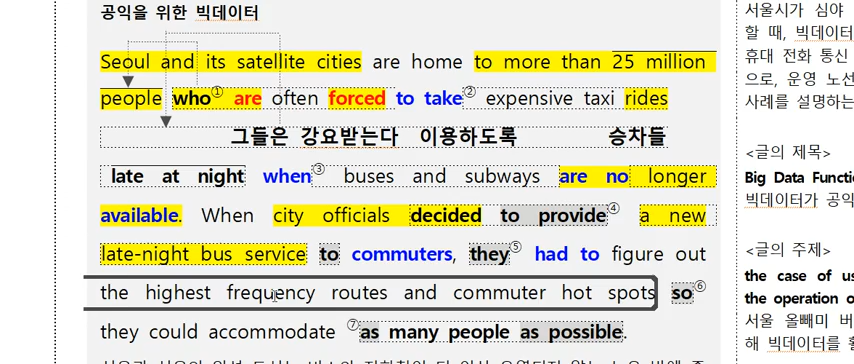 공익을 위한 빅데이터
Seoul and its satellite cities are home to more than 25 million
people who① are often forced to take② expensive taxi rides
그들은 강요받는다 이용하도록 승차들
late at night when③ buses and subways are no longer
available. When city officials decided to provide④ a new
late-night bus service to commuters, they⑤ had to figure out
the highest frequency routes and commuter hot spots so⑥
they could accommodate ⑦as many people as possible.
서울시가 심야
할 때, 빅데이터
휴대 전화 통신
으로, 운영 노선
사례를 설명하는
<글의 제목>
Big Data Functio
빅데이터가 공익
<글의 주제>
the case of us
the operation o
서울 올빼미 버
해 빅데이터를 활